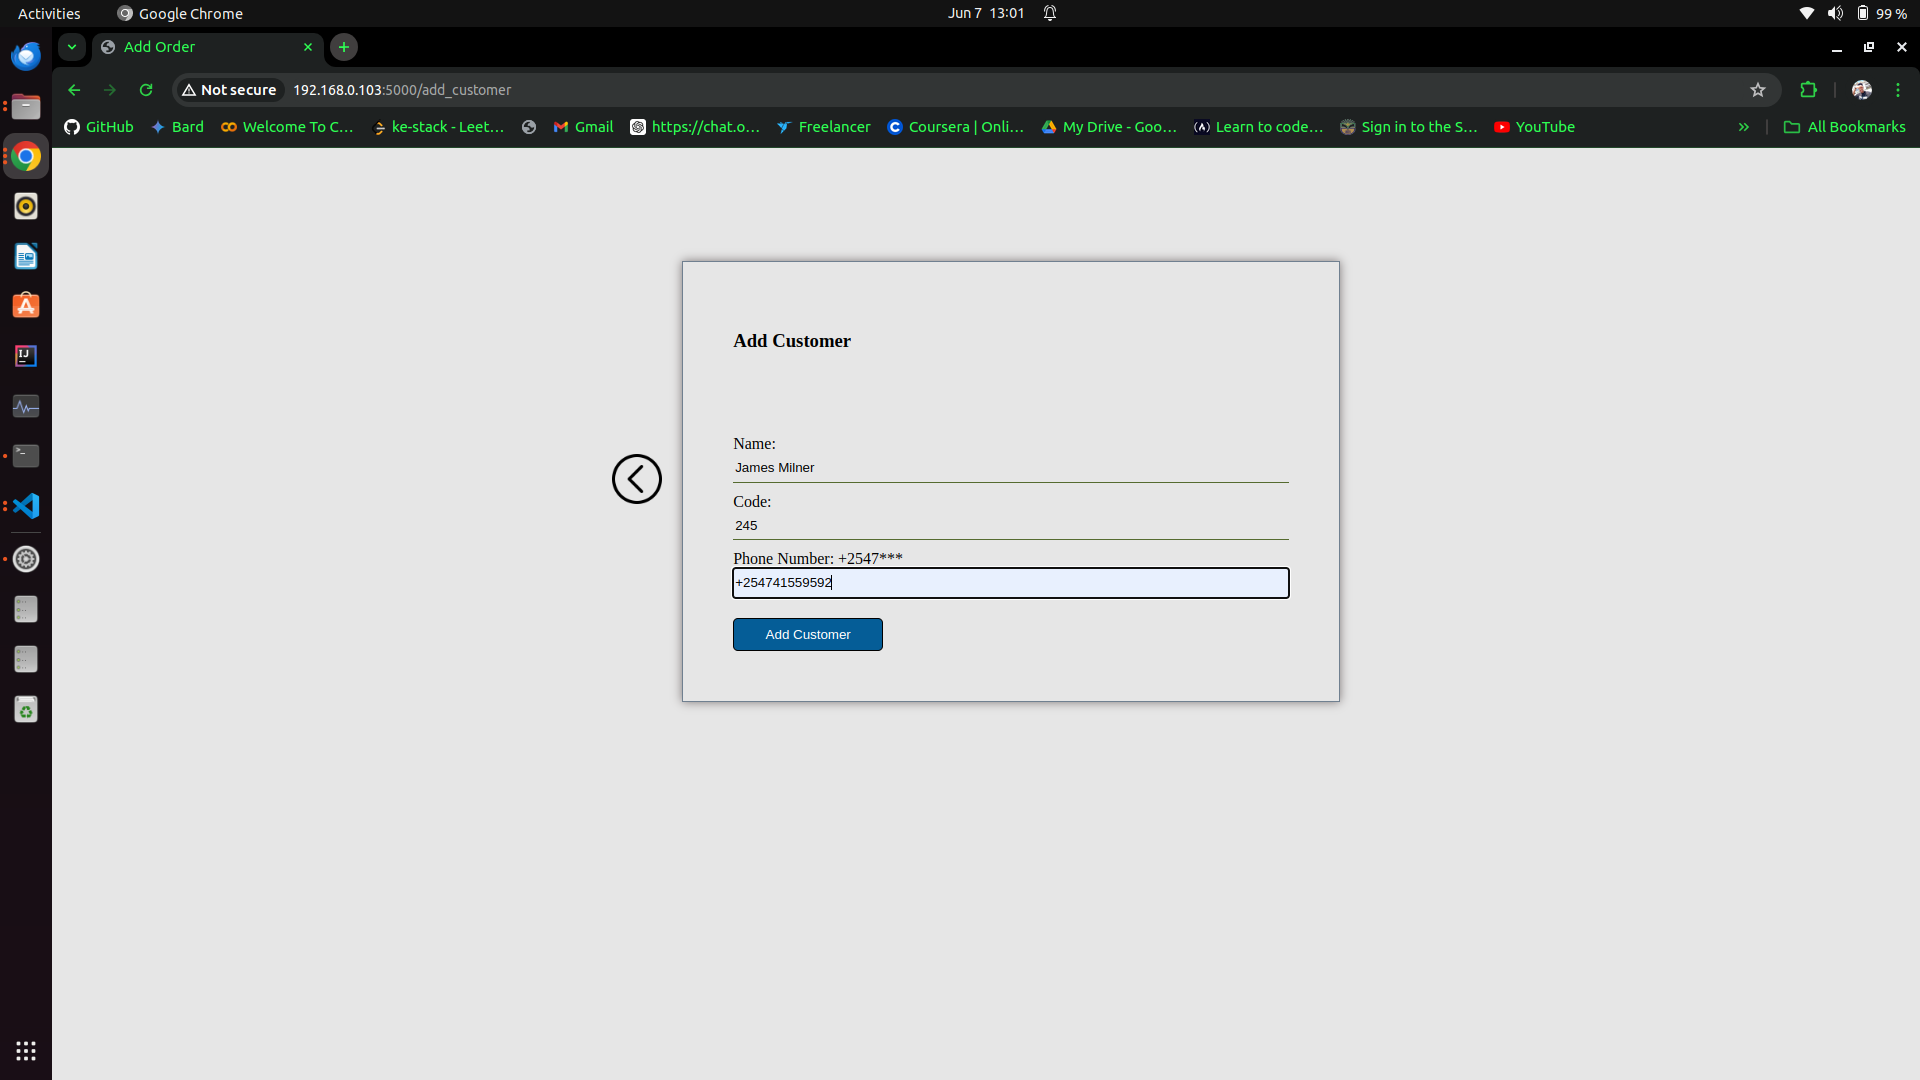 Activities
Google Chrome
Jun 7 13:01
99 %
Add Order
Not secure
192.168.0.103:5000/add_customer
GitHub
Bard
Welcome To C...
ke-stack - Leet...
Gmail
https://chat.o...
Freelancer
Coursera | Onli...
My Drive - Goo...
Learn to code...
Sign in to the S...
YouTube
All Bookmarks
Add Customer
Name:
James Milner
Code:
245
Phone Number: +2547***
+254741559592
Add Customer